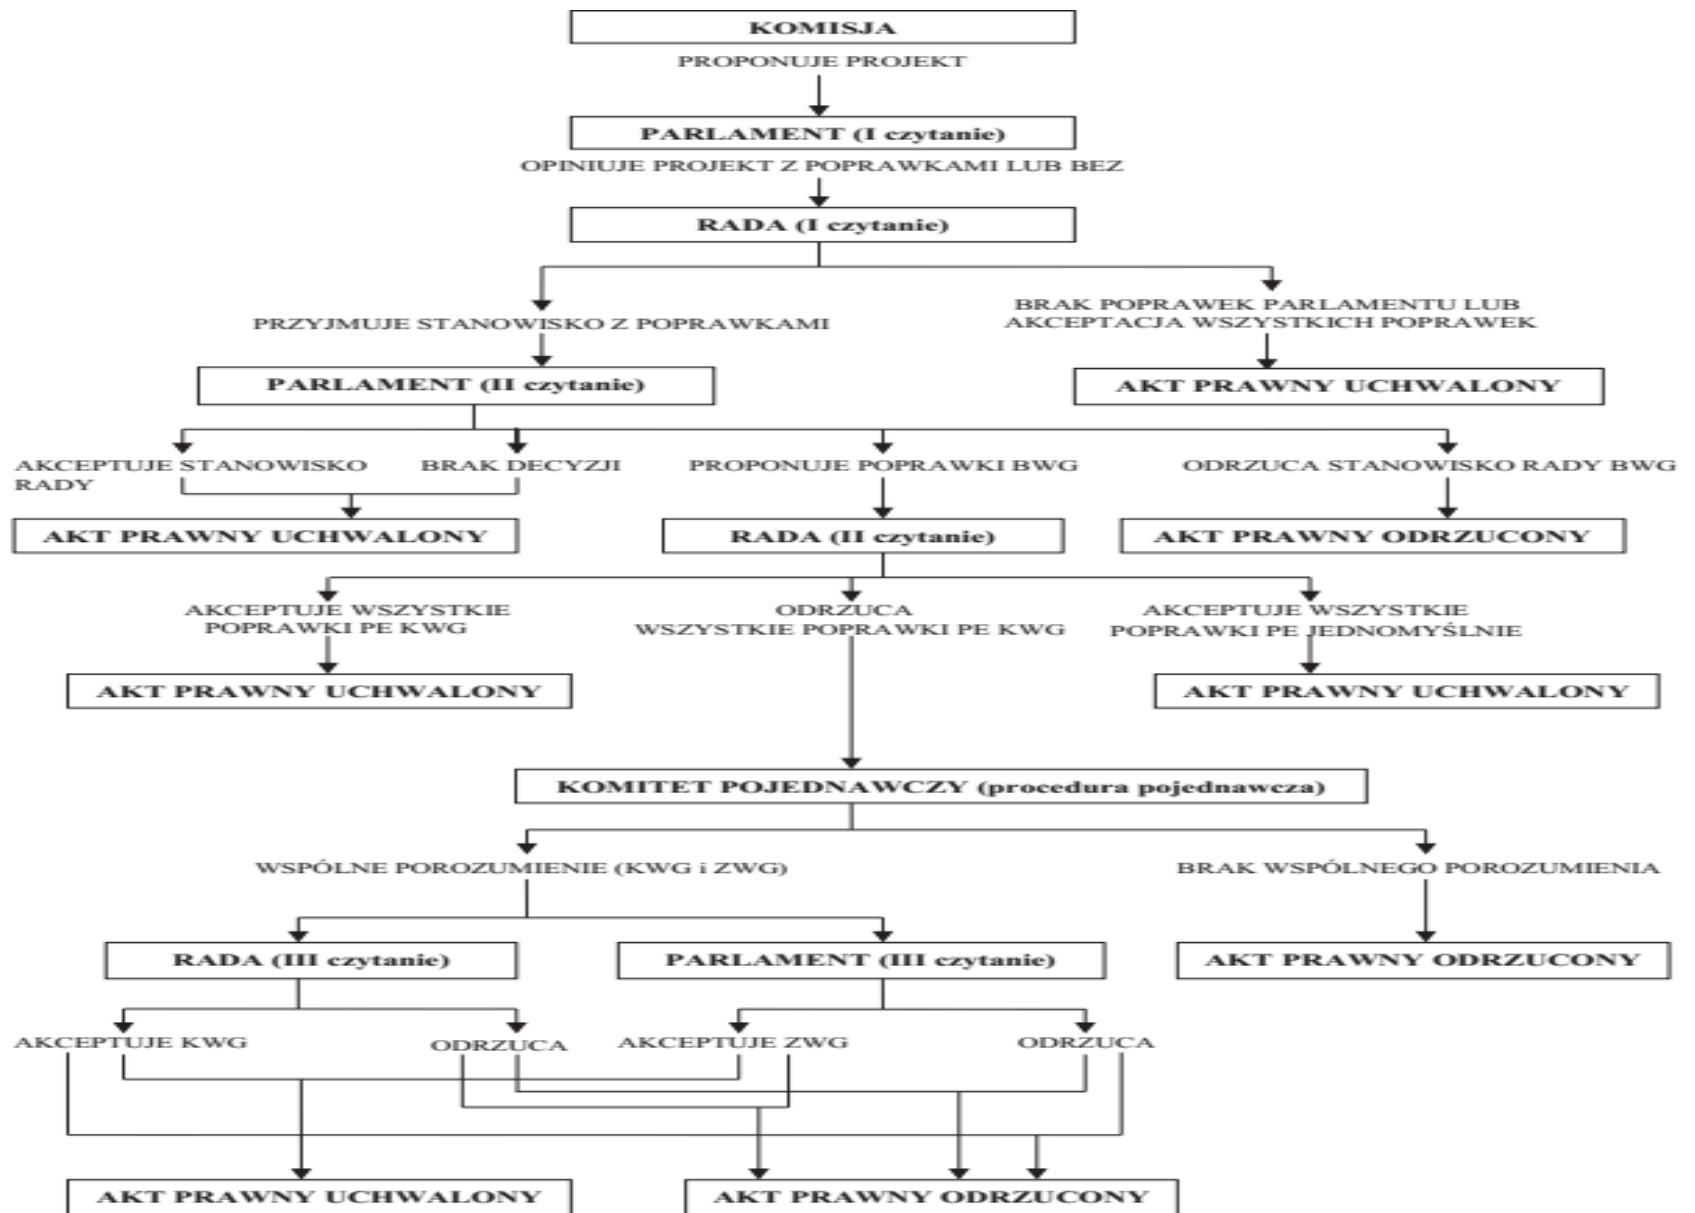 KOMISJA
PROPONUJE PROJEKT
PARLAMENT (I czytanie)
OPINIUJE PROJEKT Z POPRAWKAMI LUB BEZ
RADA (I czytanie)
PRZYJMUJE STANOWISKO Z POPRAWKAMI
BRAK POPRAWEK PARLAMENTU LUB
AKCEPTACJA WSZYSTKICH POPRAWEK
PARLAMENT (II czytanie)
AKT PRAWNY UCHWALONY
AKCEPTUJE STANOWISKO
RADY
BRAK DECYZJI
PROPONUJE POPRAWKI BWG
ODRZUCA STANOWISKO RADY BWG
AKT PRAWNY UCHWALONY
RADA (II czytanie)
AKT PRAWNY ODRZUCONY
AKCEPTUJE WSZYSTKIE
POPRAWKI PE KWG
ODRZUCA
WSZYSTKIE POPRAWKI PE KWG
AKCEPTUJE WSZYSTKIE
POPRAWKI PE JEDNOMYŚLNIE
AKT PRAWNY UCHWALONY
AKT PRAWNY UCHWALONY
KOMITET POJEDNAWCZY (procedura pojednawcza)
WSPÓLNE POROZUMIENIE (KWG i ZWG)
BRAK WSPÓLNEGO POROZUMIENIA
RADA (III czytanie)
PARLAMENT (III czytanie)
AKT PRAWNY ODRZUCONY
AKCEPTUJE KWG
ODRZUCA
AKCEPTUJE ZWG
ODRZUCA
AKT PRAWNY UCHWALONY
AKT PRAWNY ODRZUCONY